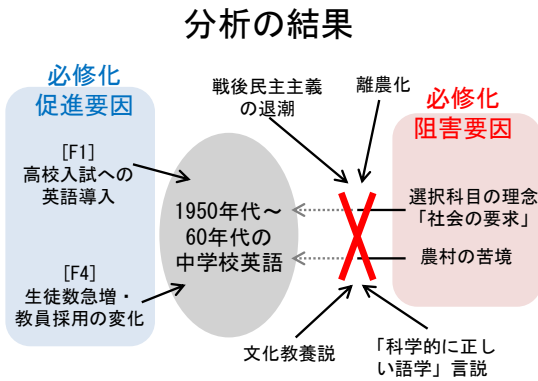 分析の結果
必修化
促進要因
[F1]
高校入試への
英語導入
[F4]
生徒数急増・
教員採用の変化
1950年代～
60年代の
中学校英語
戦後民主主義
の退潮
離農化
文化教養説
「科学的に正し
い語学」言説
必修化
阻害要因
選択科目の理念
「社会の要求」
農村の苦境